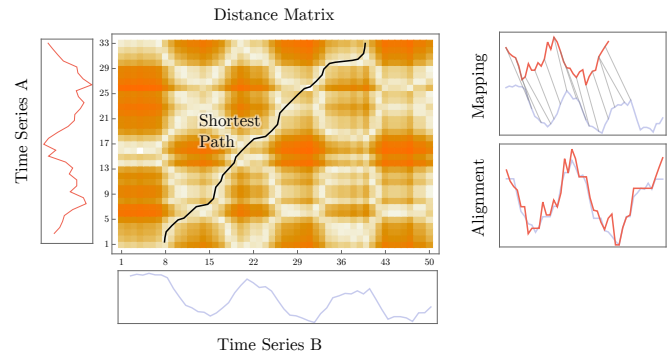 Distance Matrix
Time Series A
33
29
25
21
17
13
9
5
1
Shortest
Path
1 8 15 22 29 36 43 50
Time Series B
Mapping
Alignment